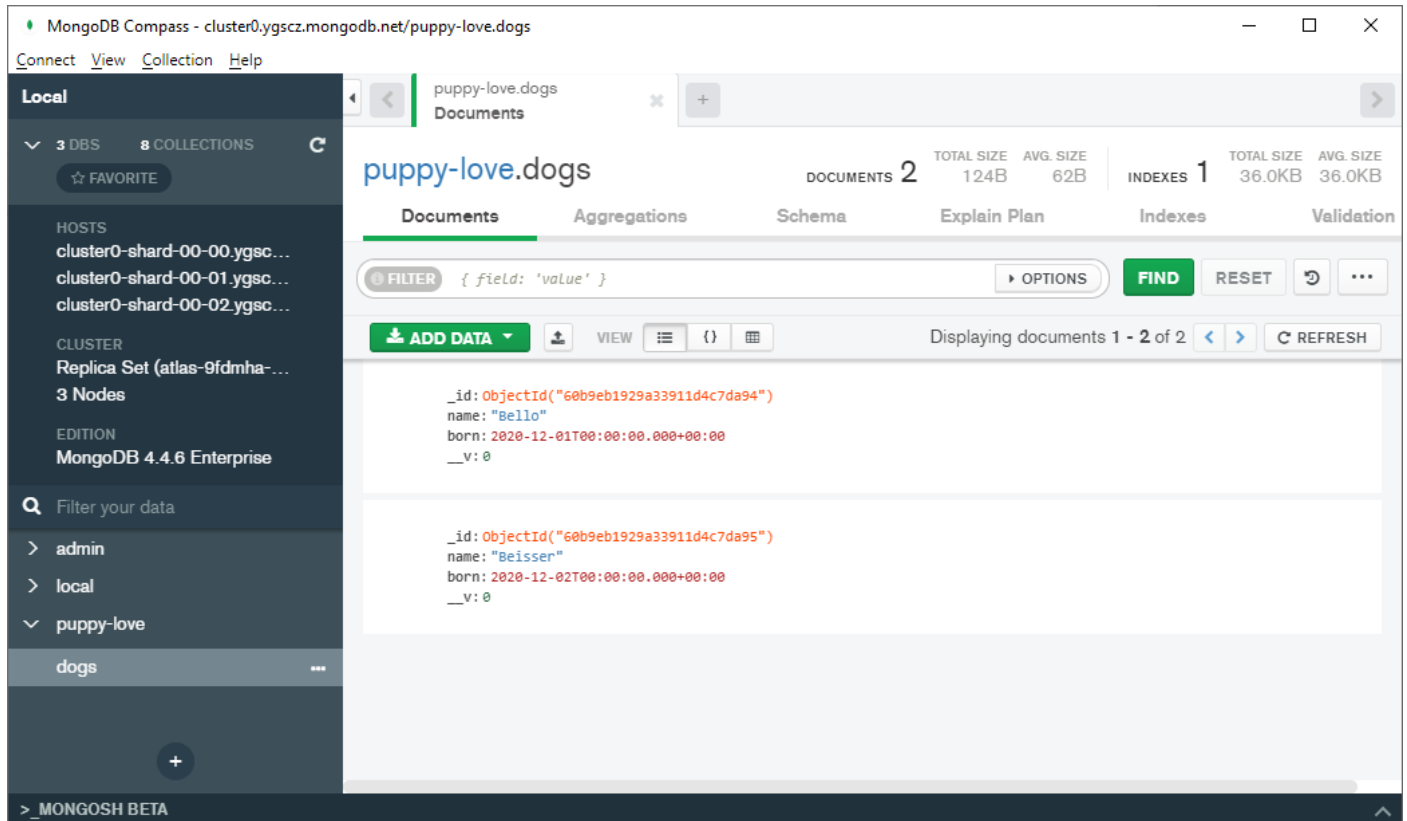 MongoDB Compass - cluster0.ygscz.mongodb.net/puppy-love.dogs
Connect View Collection Help
Local
3 DBS 8 COLLECTIONS
FAVORITE
HOSTS
cluster0-shard-00-00.ygsc...
cluster0-shard-00-01.ygsc...
cluster0-shard-00-02.ygsc...
CLUSTER
Replica Set (atlas-9fdmha-...
3 Nodes
EDITION
MongoDB 4.4.6 Enterprise
Filter your data
admin
local
puppy-love
dogs
puppy-love.dogs
Documents
puppy-love.dogs
DOCUMENTS 2
TOTAL SIZE AVG. SIZE
124B 62B
INDEXES 1
TOTAL SIZE AVG. SIZE
36.0KB 36.0KB
Documents Aggregations Schema Explain Plan Indexes Validation
FILTER { field: 'value' } OPTIONS FIND RESET
ADD DATA VIEW {} Displaying documents 1 - 2 of 2 REFRESH
_id: ObjectId("60b9eb1929a33911d4c7da94")
name: "Bello"
born: 2020-12-01T00:00:00.000+00:00
__v: 0
_id: ObjectId("60b9eb1929a33911d4c7da95")
name: "Beisser"
born: 2020-12-02T00:00:00.000+00:00
__v: 0
>_MONGOSH BETA